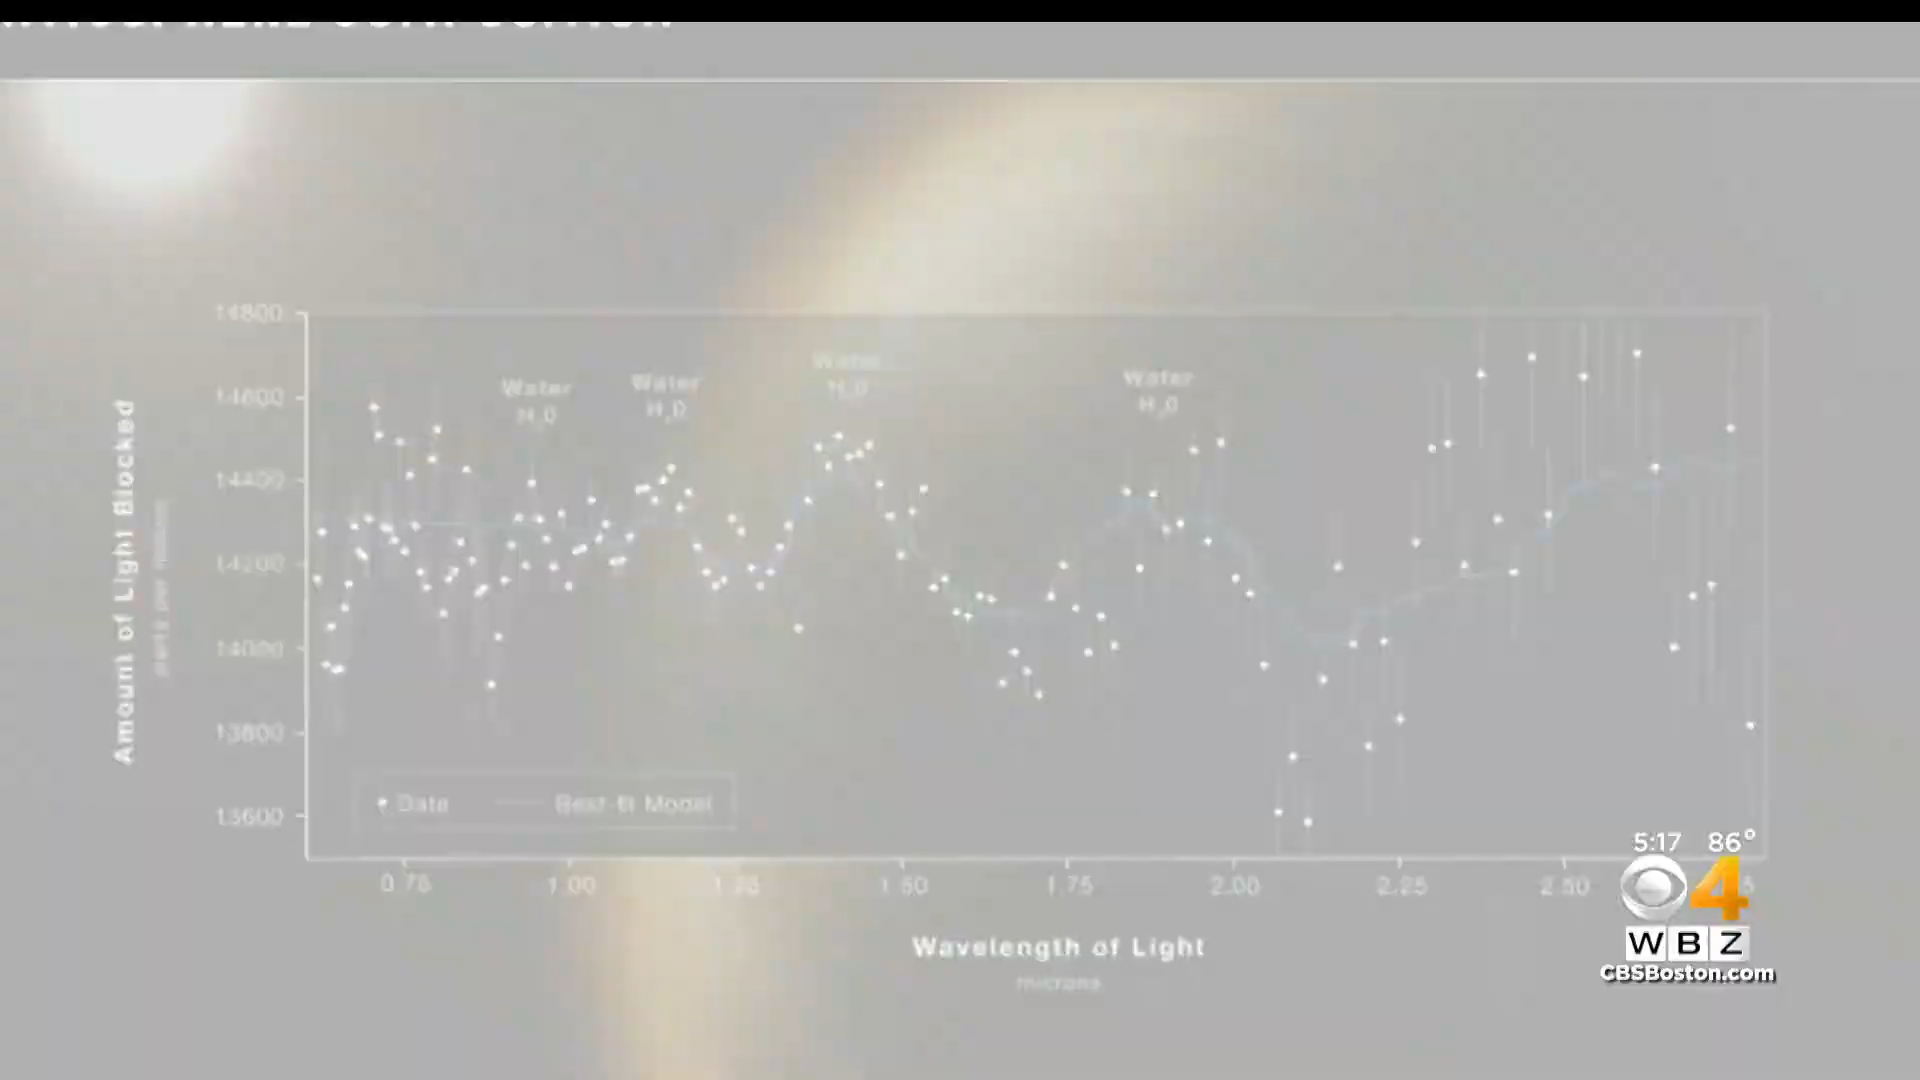 14800
14600
14400
14200
14000
13800
13600
Amount of Light Blocked
parts per million
Water
H₂O
Water
H₂O
Water
H₂O
Water
H₂O
Data
Best-fit Model
0.75
1.00
1.25
1.50
1.75
2.00
2.25
2.50
Wavelength of Light
microns
5:17 86°
4
WBZ
CBSBoston.com